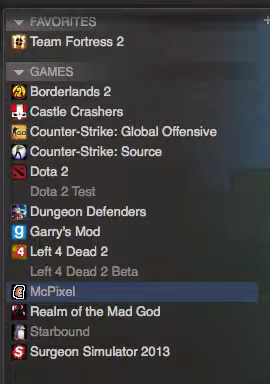 FAVORITES
Team Fortress 2
GAMES
Borderlands 2
Castle Crashers
Counter-Strike: Global Offensive
Counter-Strike: Source
Dota 2
Dota 2 Test
Dungeon Defenders
Garry's Mod
Left 4 Dead 2
Left 4 Dead 2 Beta
McPixel
Realm of the Mad God
Starbound
Surgeon Simulator 2013